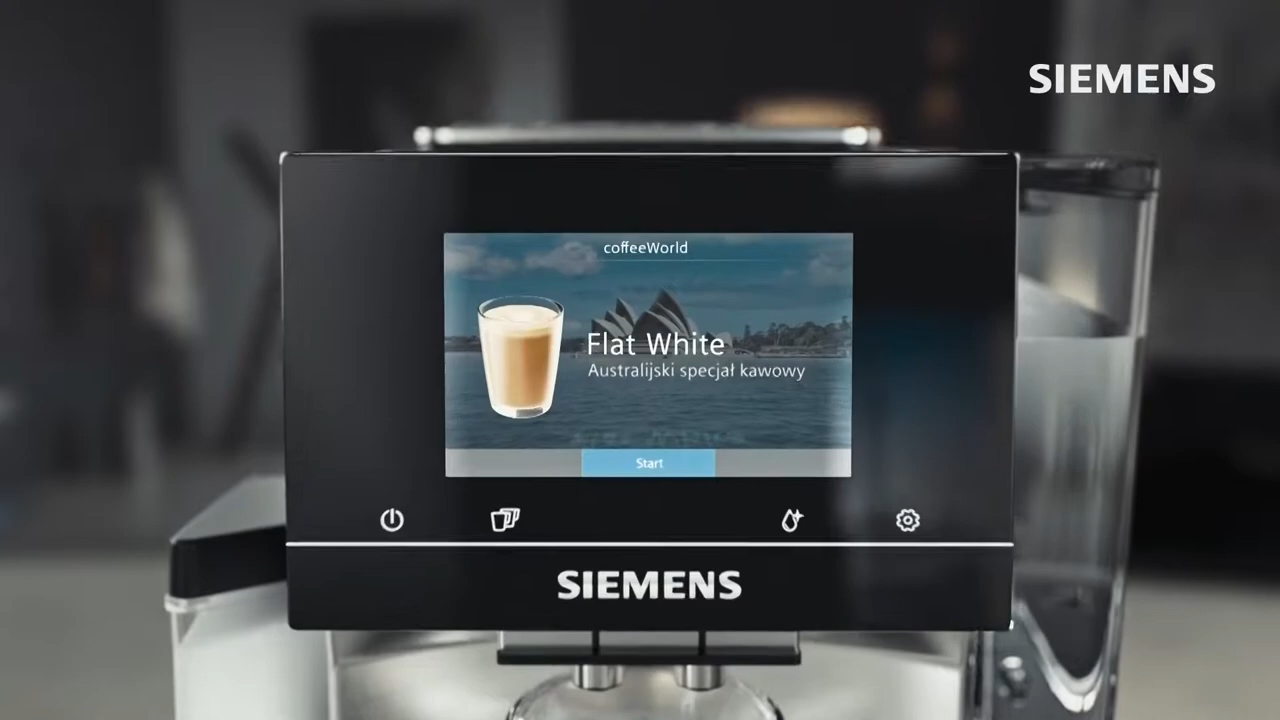 SIEMENS
coffeeWorld
Flat White
Australijski specjał kawowy
Start
SIEMENS